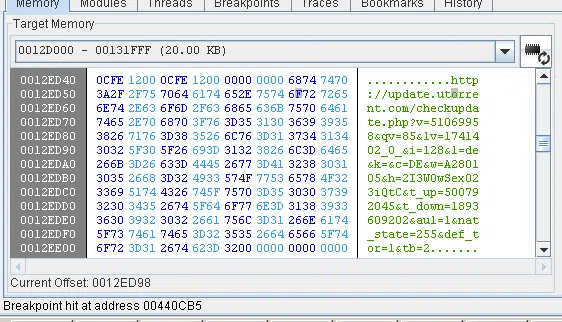 Memory Modules Threads Breakpoints Traces Bookmarks History
Target Memory
0012D000 - 00131FFF (20.00 KB)
0012ED40 0CFE 1200 0CFE 1200 0000 0000 6874 7470 ............http
0012ED50 3A2F 2F75 7064 6174 652E 7574 6F72 7265 ://update.utorre
0012ED60 6E74 2E63 6F6D 2F63 6865 636B 7570 6461 nt.com/checkupda
0012ED70 7465 2E70 6870 3F76 3D35 3130 3639 3935 te.php?v=5106995
0012ED80 3826 7176 3D38 3526 6C76 3D31 3734 3134 8&qv=85&lv=17414
0012ED90 3032 5F30 5F26 693D 3132 3826 6C3D 6465 02_0_&i=128&l=de
0012EDA0 266B 3D26 633D 4445 2677 3D41 3238 3031 &k=&c=DE&w=A2801
0012EDB0 3035 2668 3D32 4933 574F 7753 6578 4F32 05&h=2I3WOwSexO2
0012EDC0 3369 5174 4326 745F 7570 3D35 3030 3739 3iQtC&t_up=50079
0012EDD0 3230 3435 2674 5F64 6F77 6E3D 3138 3933 2045&t_down=1893
0012EDE0 3630 3932 3032 2661 756C 3D31 266E 6174 609202&aul=1&nat
0012EDF0 5F73 7461 7465 3D32 3535 2664 6566 5F74 _state=255&def_t
0012EE00 6F72 3D31 2674 623D 3200 0000 0000 0000 or=1&tb=2.......
Current Offset: 0012ED98
Breakpoint hit at address 00440CB5